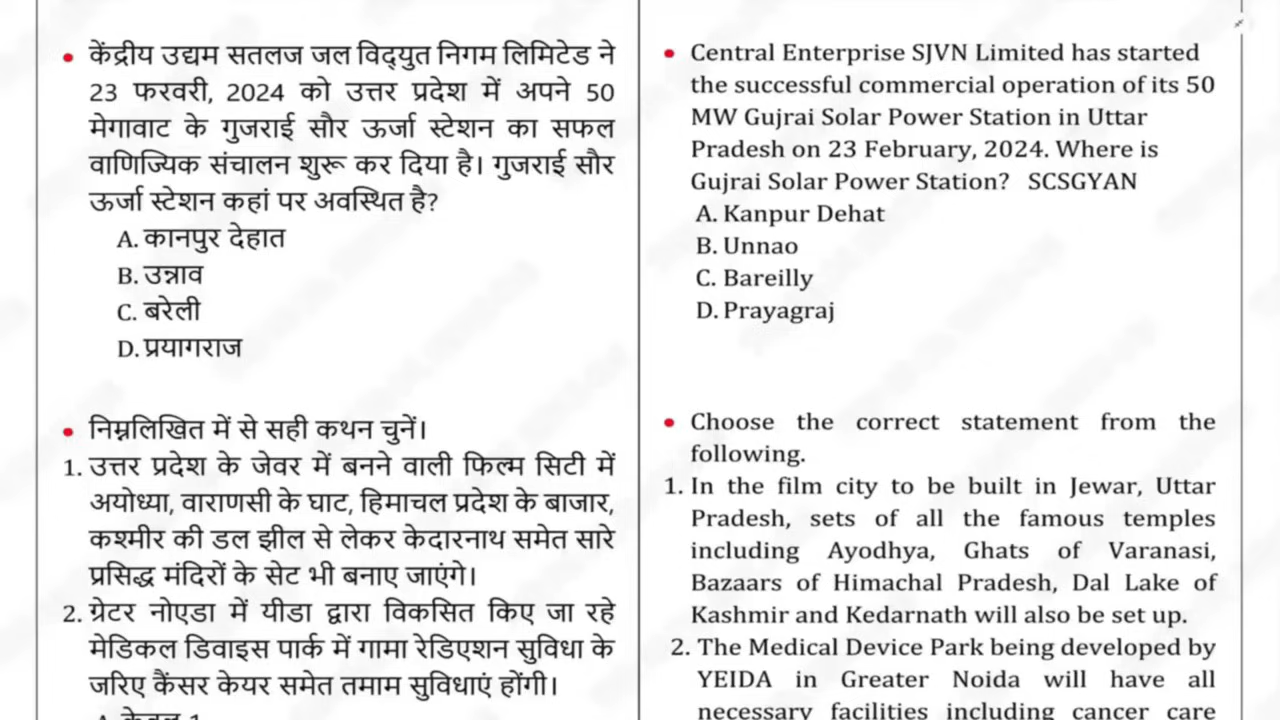 • केंद्रीय उद्यम सतलज जल विद्युत निगम लिमिटेड ने
23 फरवरी, 2024 को उत्तर प्रदेश में अपने 50
मेगावाट के गुजराई सौर ऊर्जा स्टेशन का सफल
वाणिज्यिक संचालन शुरू कर दिया है। गुजराई सौर
ऊर्जा स्टेशन कहां पर अवस्थित है?
A. कानपुर देहात
B. उन्नाव
C. बरेली
D. प्रयागराज
• निम्नलिखित में से सही कथन चुनें।
1. उत्तर प्रदेश के जेवर में बनने वाली फिल्म सिटी में
अयोध्या, वाराणसी के घाट, हिमाचल प्रदेश के बाजार,
कश्मीर की डल झील से लेकर केदारनाथ समेत सारे
प्रसिद्ध मंदिरों के सेट भी बनाए जाएंगे।
2. ग्रेटर नोएडा में यीडा द्वारा विकसित किए जा रहे
मेडिकल डिवाइस पार्क में गामा रेडिएशन सुविधा के
जरिए कैंसर केयर समेत तमाम सुविधाएं होंगी।
A. केवल 1
• Central Enterprise SJVN Limited has started
the successful commercial operation of its 50
MW Gujrai Solar Power Station in Uttar
Pradesh on 23 February, 2024. Where is
Gujrai Solar Power Station? SCSGYAN
A. Kanpur Dehat
B. Unnao
C. Bareilly
D. Prayagraj
• Choose the correct statement from the
following.
1. In the film city to be built in Jewar, Uttar
Pradesh, sets of all the famous temples
including Ayodhya, Ghats of Varanasi,
Bazaars of Himachal Pradesh, Dal Lake of
Kashmir and Kedarnath will also be set up.
2. The Medical Device Park being developed by
YEIDA in Greater Noida will have all
necessary facilities including cancer care